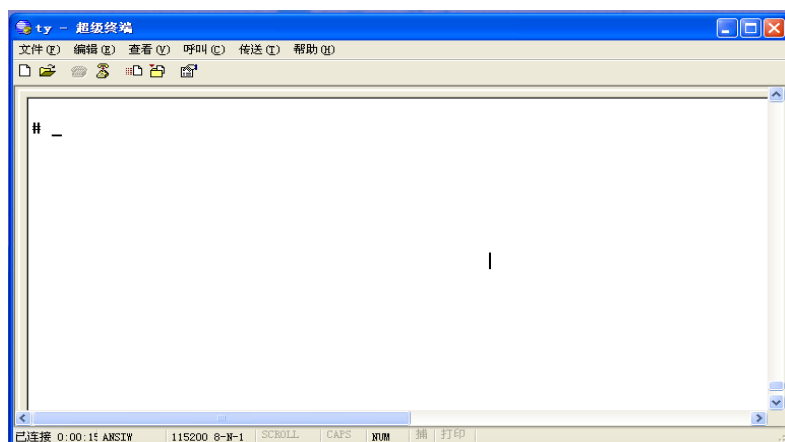 ty - 超级终端
文件(F) 编辑(E) 查看(V) 呼叫(C) 传送(T) 帮助(H)
# _
已连接 0:00:15 ANSIW 115200 8-N-1 SCROLL CAPS NUM 捕 打印